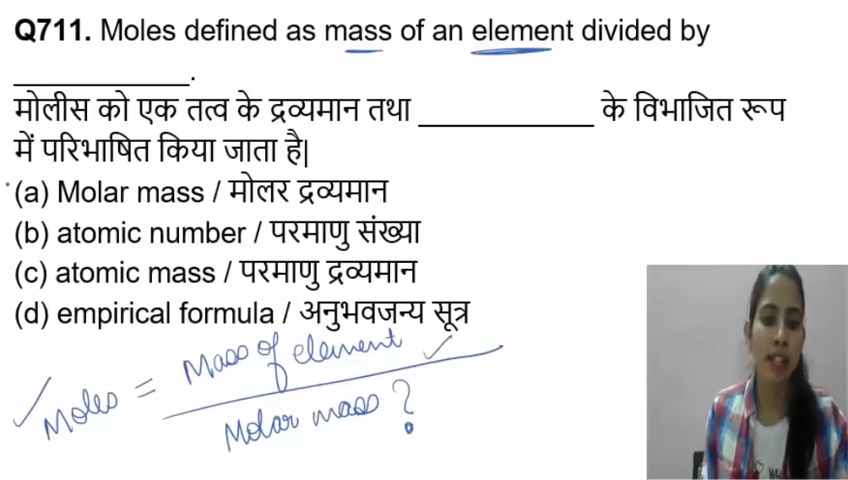 Q711. Moles defined as mass of an element divided by
____________.
मोलीस को एक तत्व के द्रव्यमान तथा ____________ के विभाजित रूप
में परिभाषित किया जाता है|
(a) Molar mass / मोलर द्रव्यमान
(b) atomic number / परमाणु संख्या
(c) atomic mass / परमाणु द्रव्यमान
(d) empirical formula / अनुभवजन्य सूत्र
Moles = Mass of element
Molar mass ?